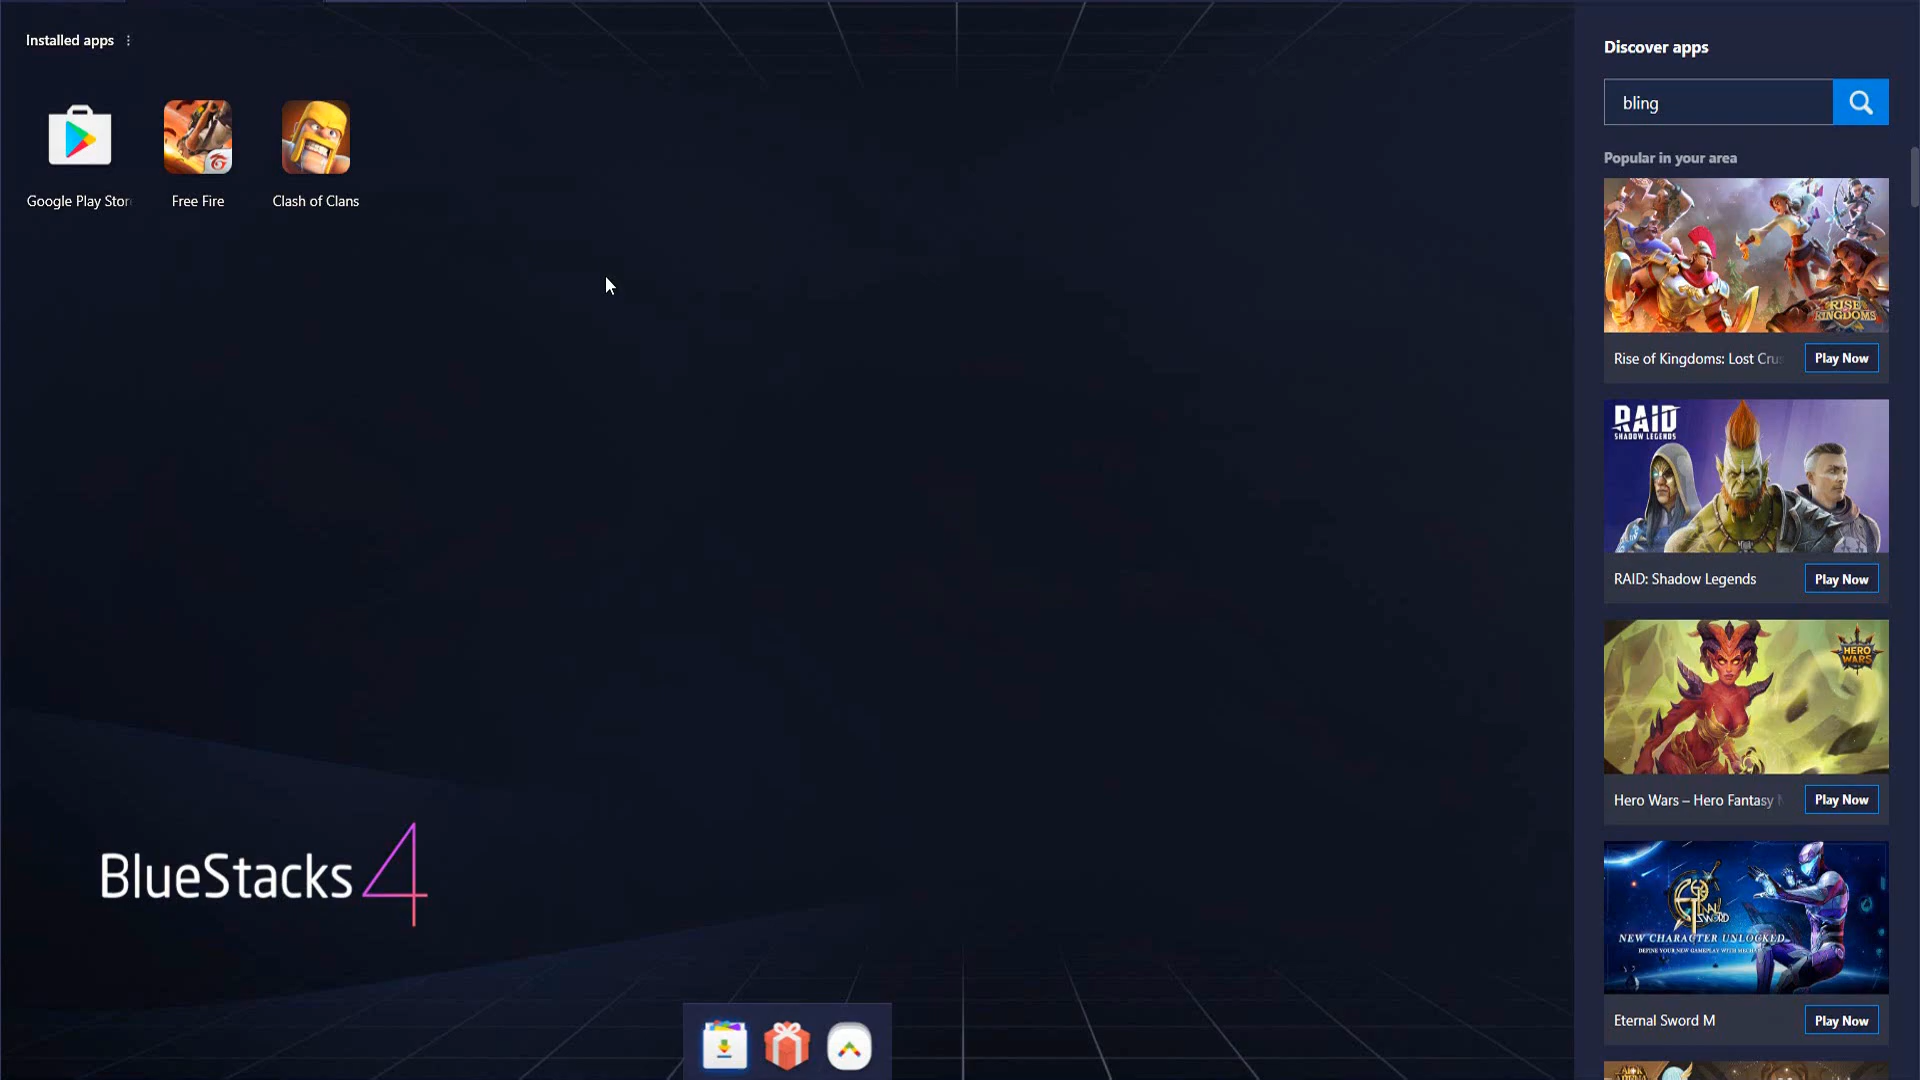 Installed apps
Google Play Stor
Free Fire
Clash of Clans
BlueStacks 4
Discover apps
bling
Popular in your area
RISE
KINGDOMS
Rise of Kingdoms: Lost Cru
Play Now
RAID
SHADOW LEGENDS
RAID: Shadow Legends
Play Now
HERO
WARS
Hero Wars – Hero Fantasy
Play Now
NEW CHARACTER UNLOCKED
Eternal Sword M
Play Now